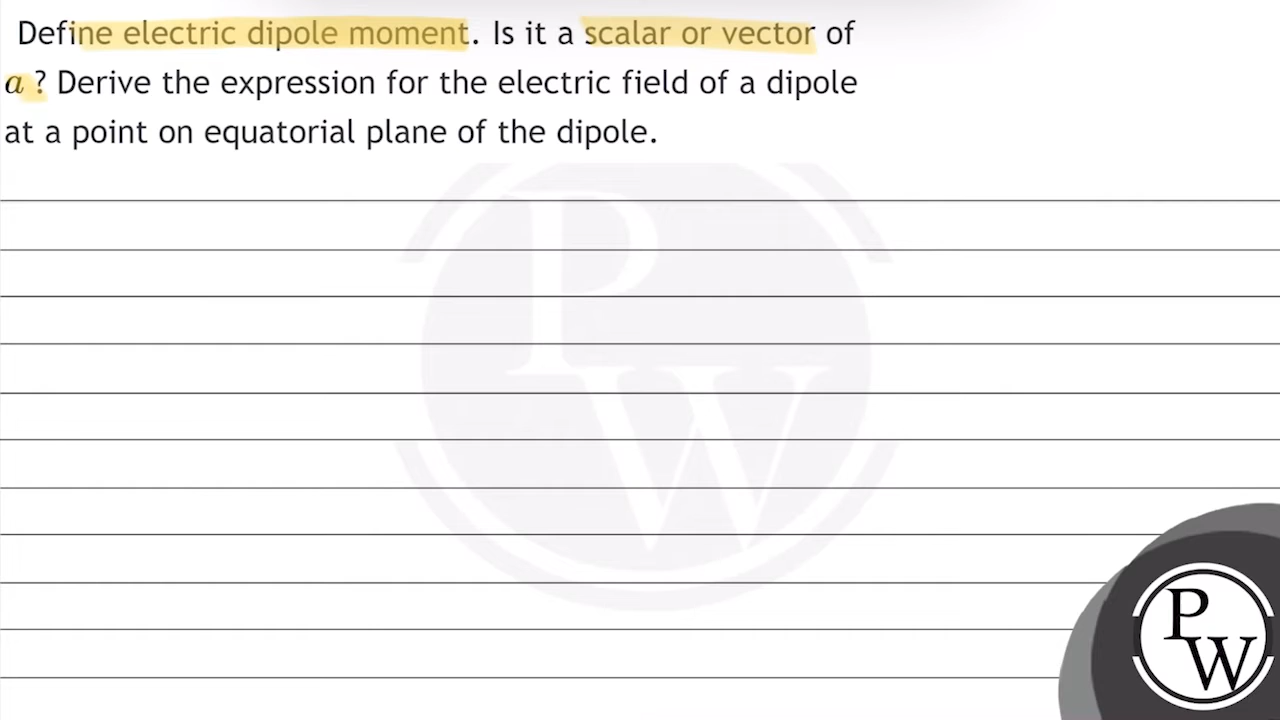 Define electric dipole moment. Is it a scalar or vector of
a ? Derive the expression for the electric field of a dipole
at a point on equatorial plane of the dipole.
P
W
P
W